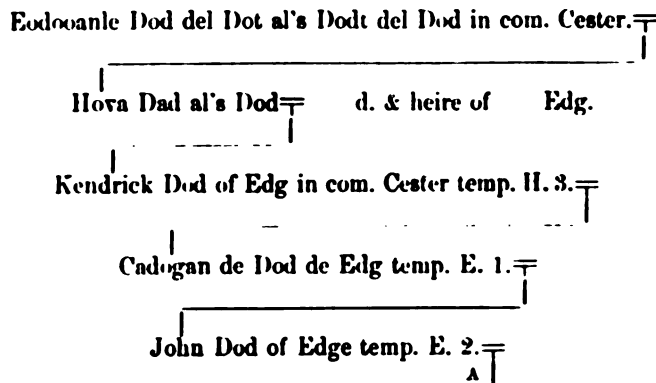 Eudouanle Dod del Dot al's Dodt del Dod in com. Cester.
Hova Dad al's Dod d. & heire of Edg.
Kendrick Dod of Edg in com. Cester temp. H. 3.
Cadogan de Dod de Edg temp. E. 1.
John Dod of Edge temp. E. 2.
A